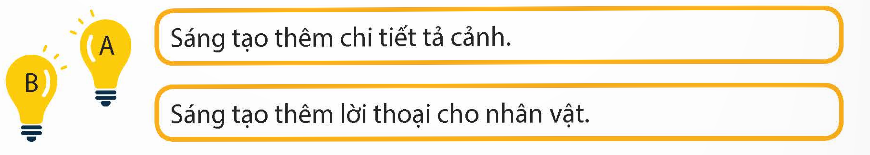 A
Sáng tạo thêm chi tiết tả cảnh.
B
Sáng tạo thêm lời thoại cho nhân vật.